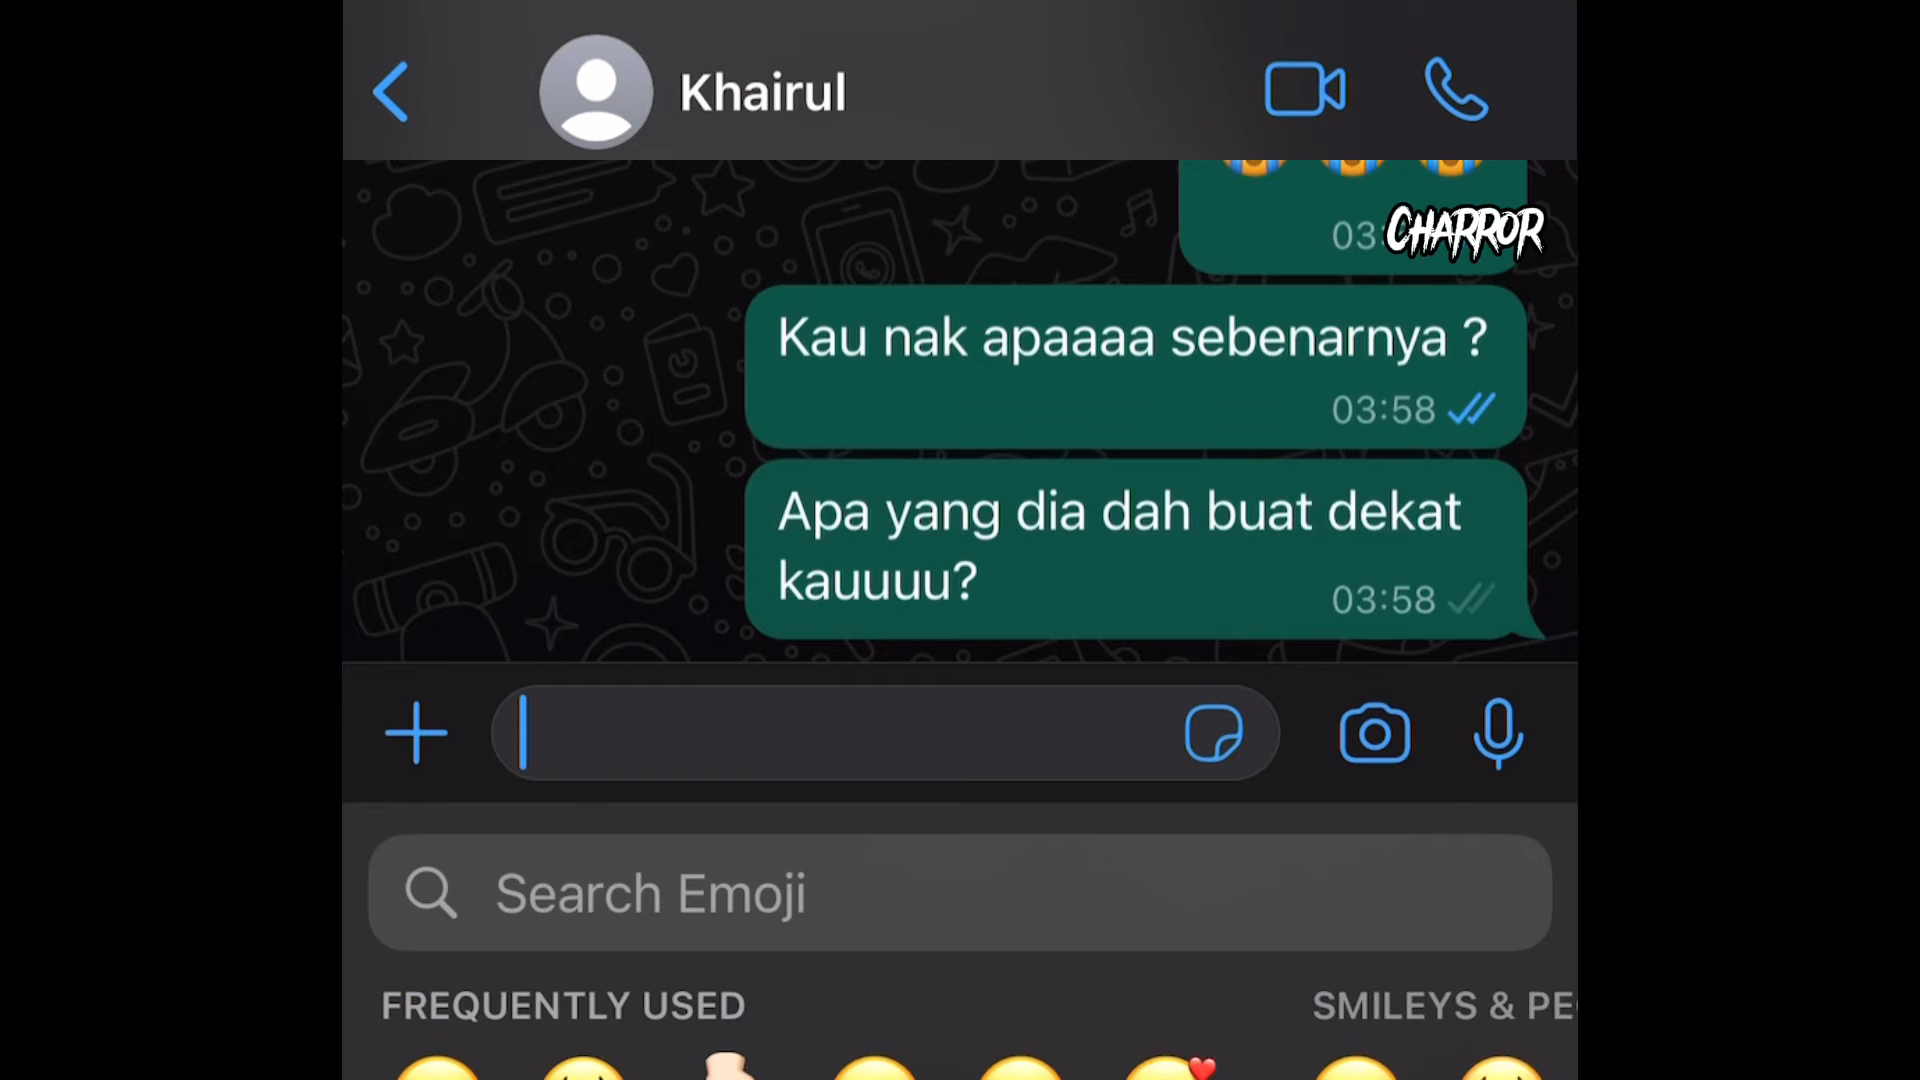 Khairul
03:
CHARROR
Kau nak apaaaa sebenarnya ?
03:58
Apa yang dia dah buat dekat
kauuuu?
03:58
Search Emoji
FREQUENTLY USED
SMILEYS & PE